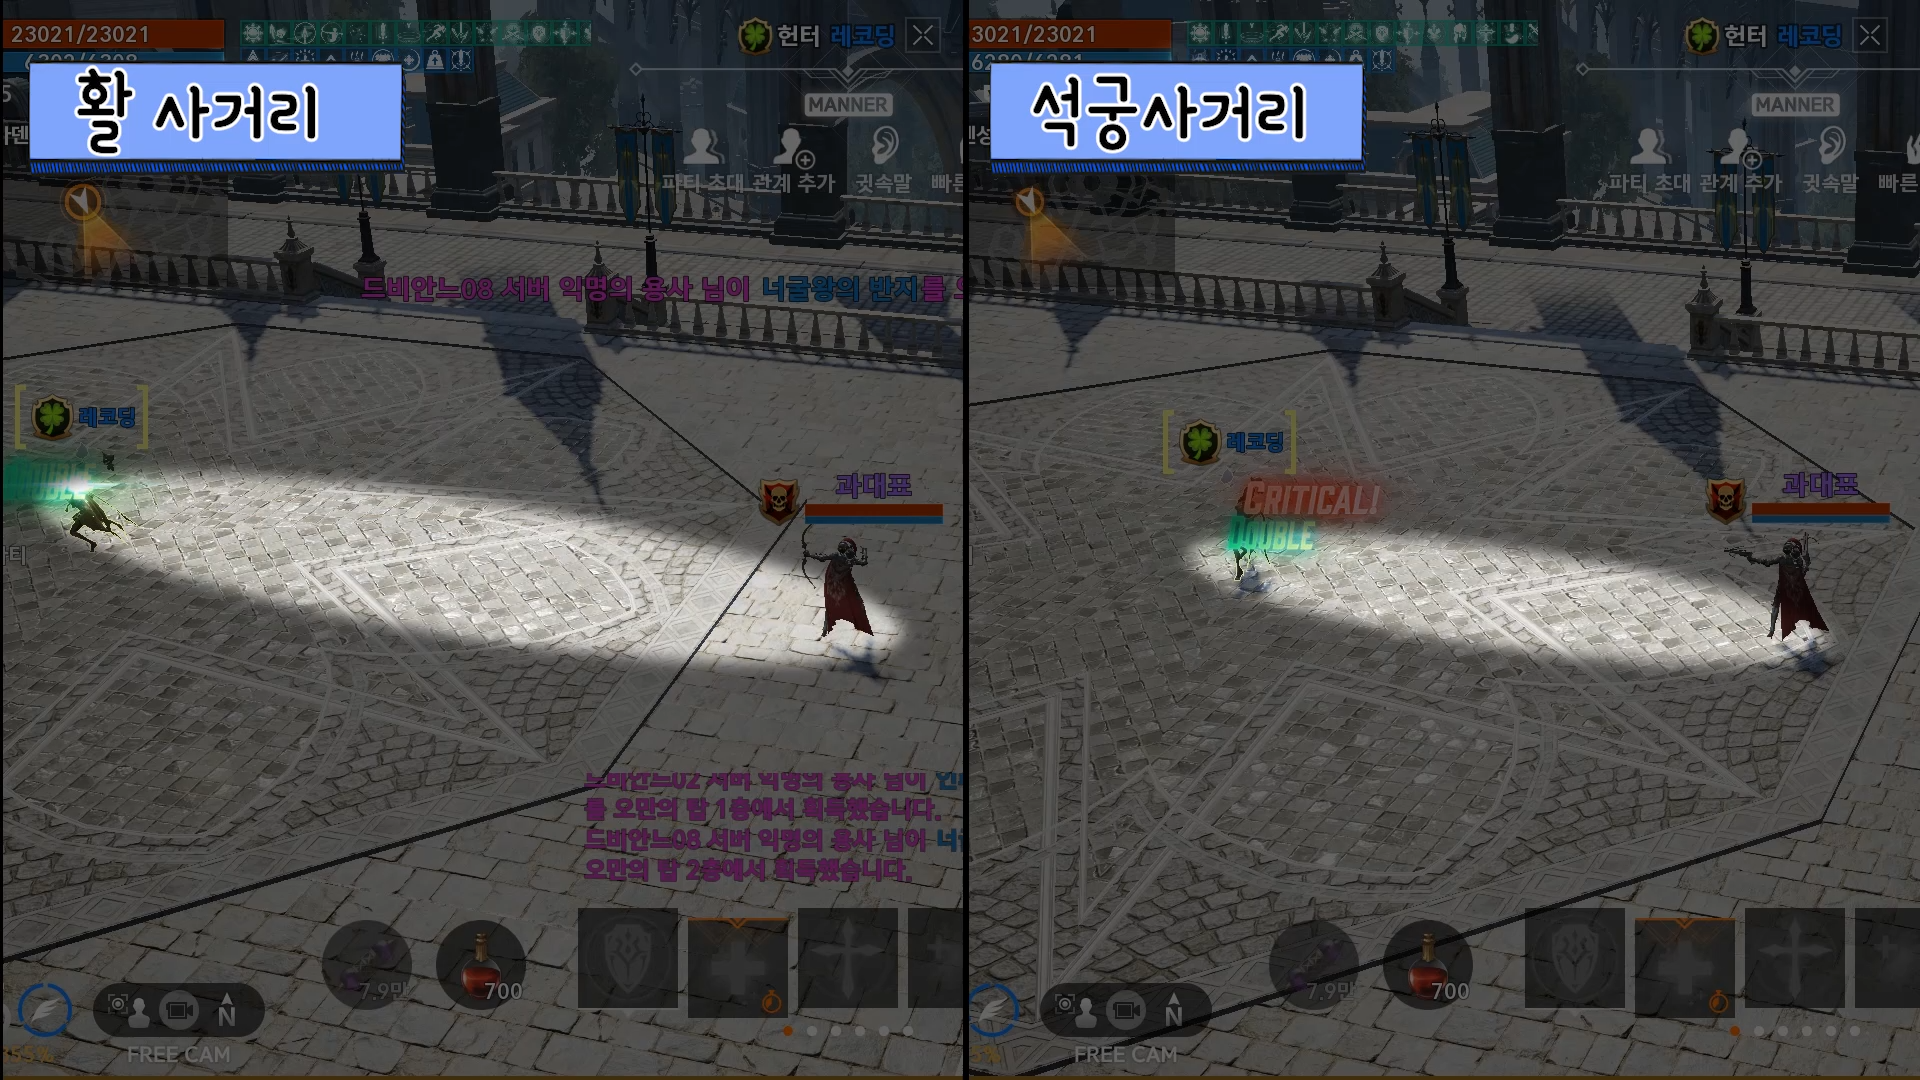 23021/23021
헌터 레코딩
활 사거리
MANNER
파티 초대 관계 추가 귓속말 빠른
드비안느08 서버 악명의 용사 님이 너굴왕의 반지를
레코딩
과대표
를 오만의 탑 1층에서 획득했습니다.
드비안느08 서버 악명의 용사 님이 너
오만의 탑 2층에서 획득했습니다.
7.9만
700
N
FREE CAM
3021/23021
헌터 레코딩
석궁사거리
MANNER
파티 초대 관계 추가 귓속말 빠른
레코딩
CRITICAL!
DOUBLE
과대표
7.9만
700
N
FREE CAM